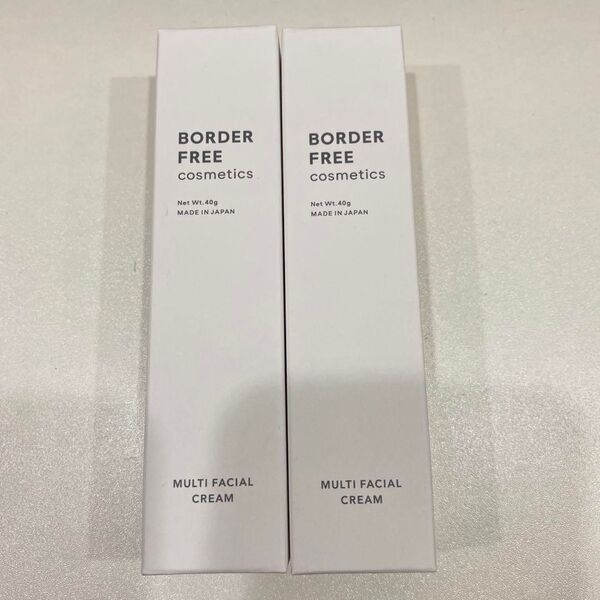 BORDER
FREE
cosmetics
Net Wt.40g
MADE IN JAPAN
MULTI FACIAL
CREAM
BORDER
FREE
cosmetics
Net Wt.40g
MADE IN JAPAN
MULTI FACIAL
CREAM